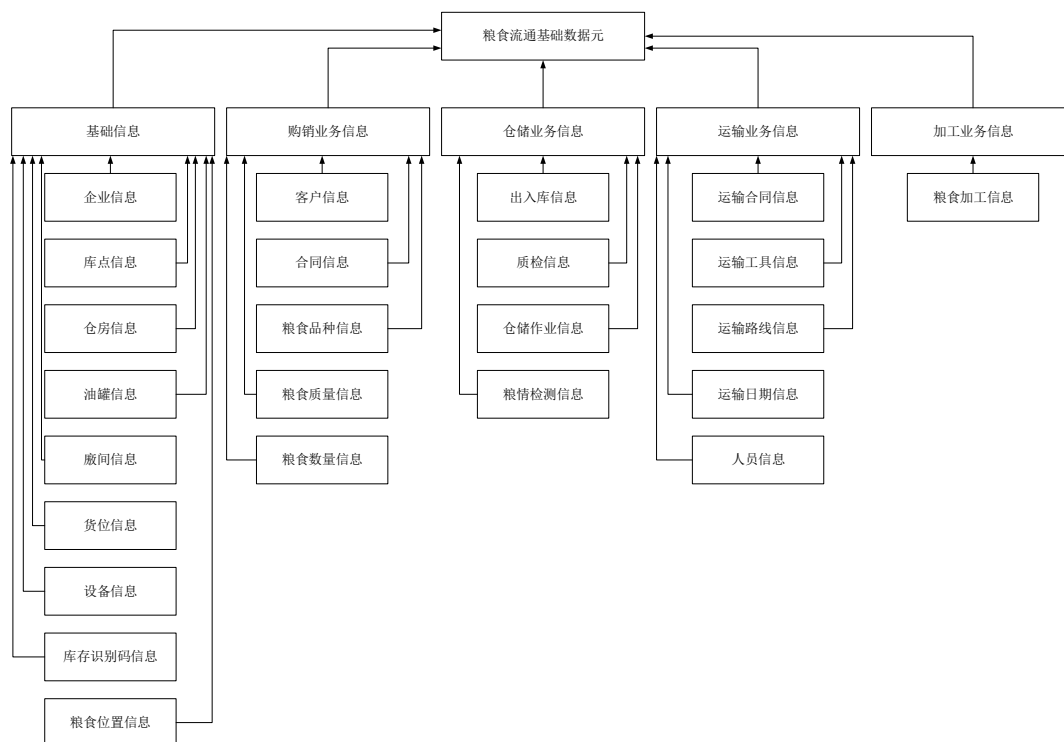 粮食流通基础数据元
基础信息
购销业务信息
仓储业务信息
运输业务信息
加工业务信息
企业信息
客户信息
出入库信息
运输合同信息
粮食加工信息
库点信息
合同信息
质检信息
运输工具信息
仓房信息
粮食品种信息
仓储作业信息
运输路线信息
油罐信息
粮食质量信息
粮情检测信息
运输日期信息
廒间信息
粮食数量信息
人员信息
货位信息
设备信息
库存识别码信息
粮食位置信息